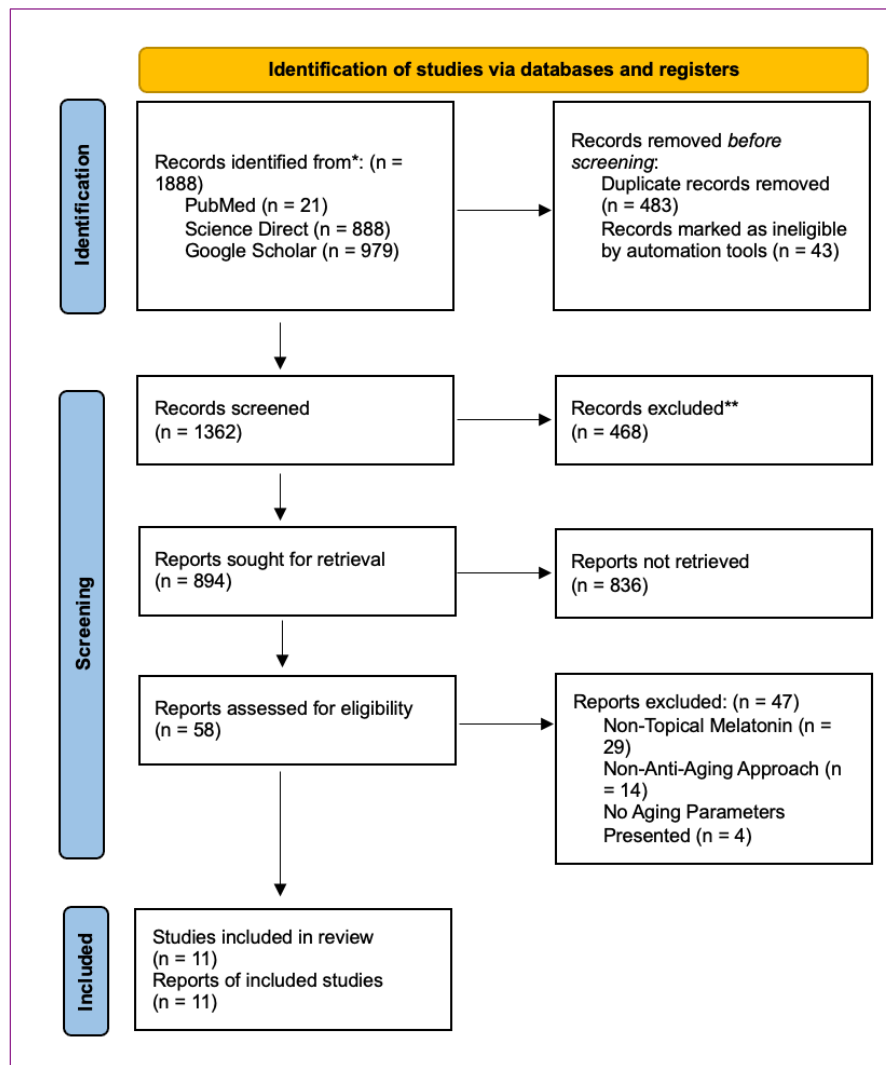 Identification of studies via databases and registers
Identification
Records identified from*: (n =
1888)
PubMed (n = 21)
Science Direct (n = 888)
Google Scholar (n = 979)
Records removed before
screening:
Duplicate records removed
(n = 483)
Records marked as ineligible
by automation tools (n = 43)
Screening
Records screened
(n = 1362)
Records excluded**
(n = 468)
Reports sought for retrieval
(n = 894)
Reports not retrieved
(n = 836)
Reports assessed for eligibility
(n = 58)
Reports excluded: (n = 47)
Non-Topical Melatonin (n =
29)
Non-Anti-Aging Approach (n
= 14)
No Aging Parameters
Presented (n = 4)
Included
Studies included in review
(n = 11)
Reports of included studies
(n = 11)